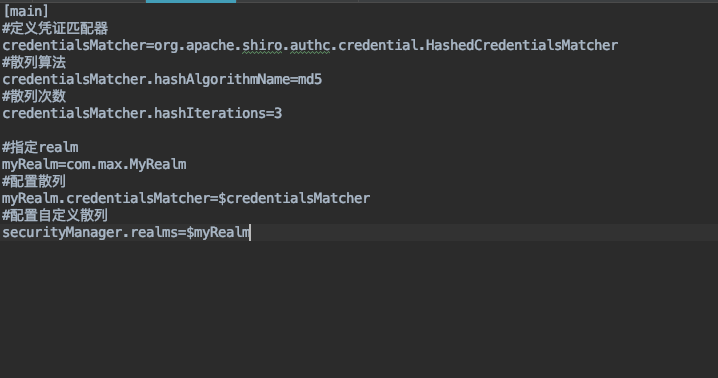 [main]
#定义凭证匹配器
credentialsMatcher=org.apache.shiro.authc.credential.HashedCredentialsMatcher
#散列算法
credentialsMatcher.hashAlgorithmName=md5
#散列次数
credentialsMatcher.hashIterations=3

#指定realm
myRealm=com.max.MyRealm
#配置散列
myRealm.credentialsMatcher=$credentialsMatcher
#配置自定义散列
securityManager.realms=$myRealm